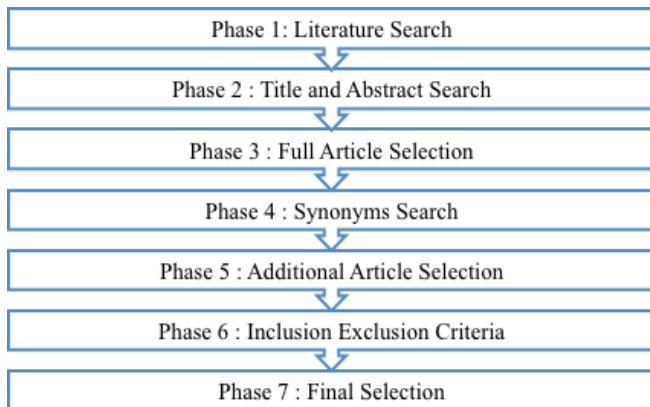 Phase 1: Literature Search
Phase 2 : Title and Abstract Search
Phase 3 : Full Article Selection
Phase 4 : Synonyms Search
Phase 5 : Additional Article Selection
Phase 6 : Inclusion Exclusion Criteria
Phase 7 : Final Selection